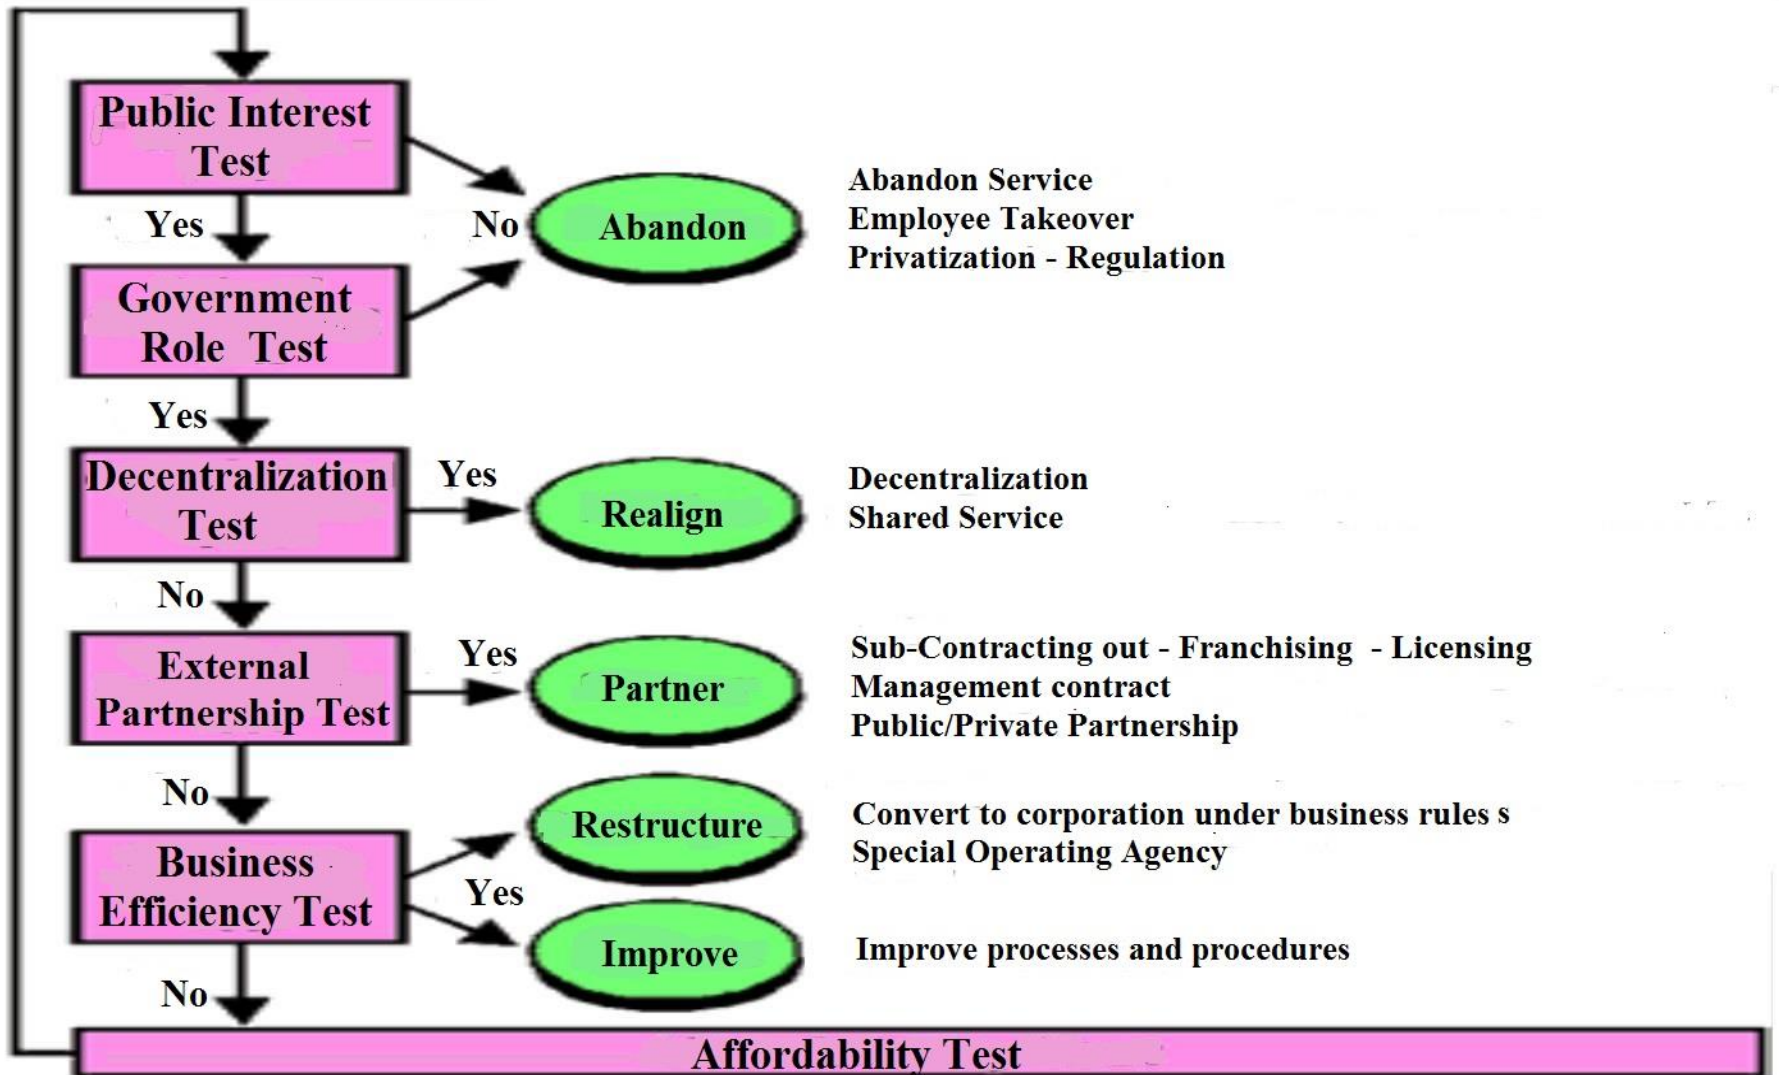 Public Interest
Test
Yes
No
Abandon
Abandon Service
Employee Takeover
Privatization - Regulation
Government
Role Test
Yes
Decentralization
Test
Yes
Realign
Decentralization
Shared Service
No
External
Partnership Test
Yes
Partner
Sub-Contracting out - Franchising - Licensing
Management contract
Public/Private Partnership
No
Business
Efficiency Test
Yes
Restructure
Convert to corporation under business rules s
Special Operating Agency
Improve
Improve processes and procedures
No
Affordability Test